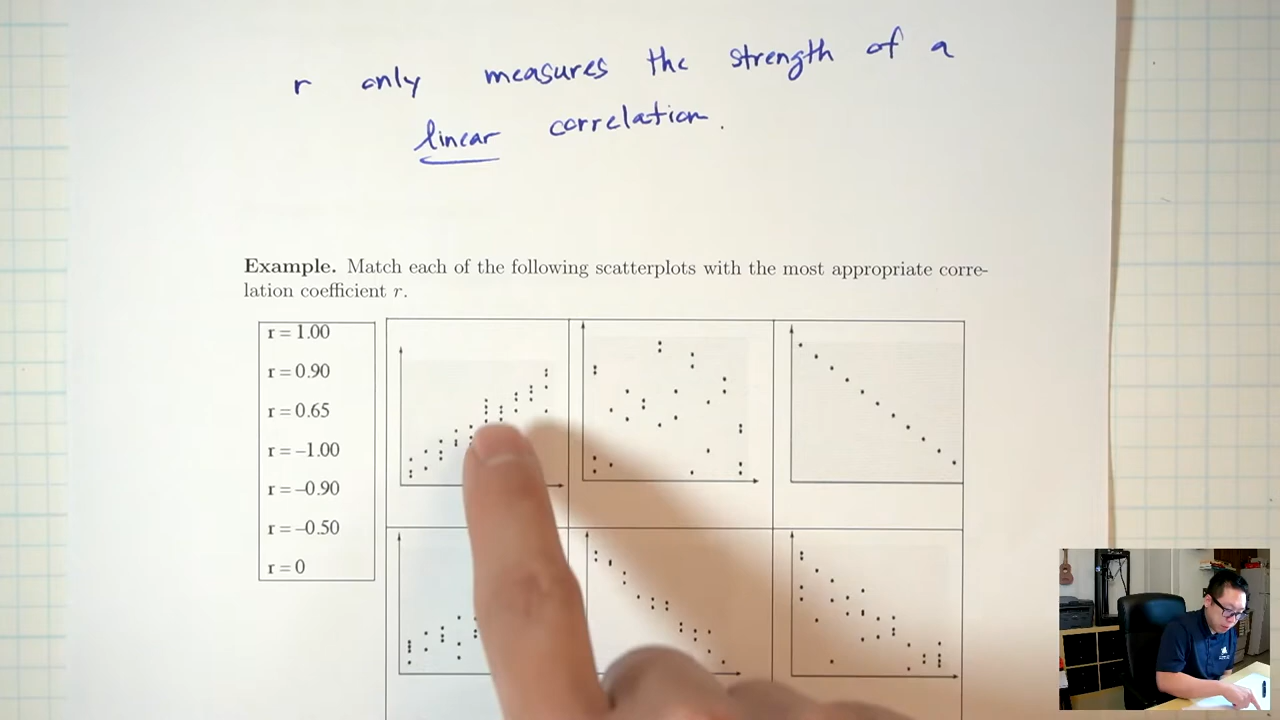 r only measures the strength of a
linear correlation.
Example. Match each of the following scatterplots with the most appropriate corre-
lation coefficient r.
r = 1.00
r = 0.90
r = 0.65
r = –1.00
r = –0.90
r = –0.50
r = 0